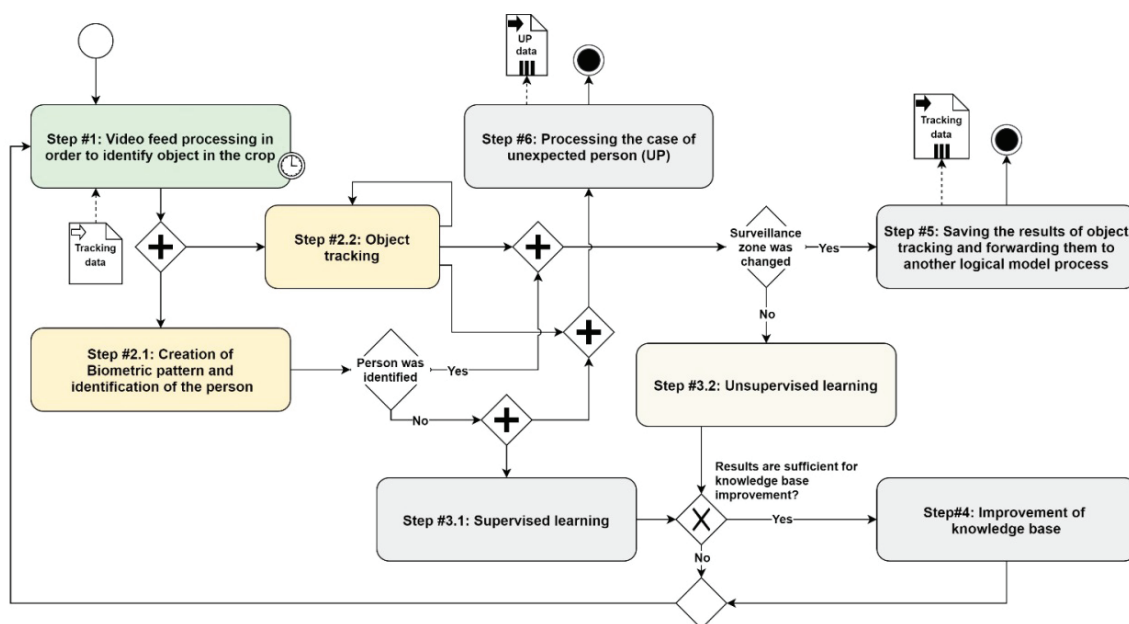 UP
data
Step #1: Video feed processing in
order to identify object in the crop
Step #6: Processing the case of
unexpected person (UP)
Tracking
data
Tracking
data
Step #2.2: Object
tracking
Surveillance
zone was
changed
Yes
Step #5: Saving the results of object
tracking and forwarding them to
another logical model process
No
Step #2.1: Creation of
Biometric pattern and
identification of the person
Person was
identified
Yes
No
Step #3.2: Unsupervised learning
Results are sufficient for
knowledge base
improvement?
Step #3.1: Supervised learning
X
Yes
Step#4: Improvement of
knowledge base
No